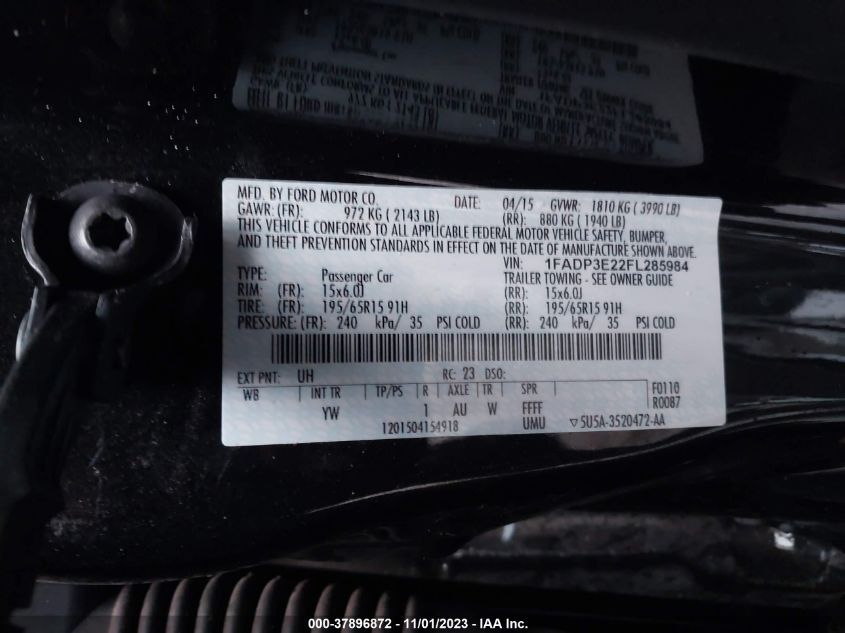 MFD. BY FORD MOTOR CO. DATE: 04/15 GVWR: 1810 KG ( 3990 LB)
GAWR: (FR): 972 KG ( 2143 LB) (RR): 880 KG ( 1940 LB)
THIS VEHICLE CONFORMS TO ALL APPLICABLE FEDERAL MOTOR VEHICLE SAFETY, BUMPER,
AND THEFT PREVENTION STANDARDS IN EFFECT ON THE DATE OF MANUFACTURE SHOWN ABOVE.
VIN: 1FADP3E22FL285984
TYPE: Passenger Car TRAILER TOWING - SEE OWNER GUIDE
RIM: (FR): 15x6.0J (RR): 15x6.0J
TIRE: (FR): 195/65R15 91H (RR): 195/65R15 91H
PRESSURE: (FR): 240 kPa/ 35 PSI COLD (RR): 240 kPa/ 35 PSI COLD
EXT PNT: UH RC: 23 DSO:
WB INT TR TP/PS R AXLE TR SPR F0110
YW 1 AU W FFFF R0087
1201504154918 UMU ▽5U5A-3520472-AA
000-37896872 - 11/01/2023 - IAA Inc.